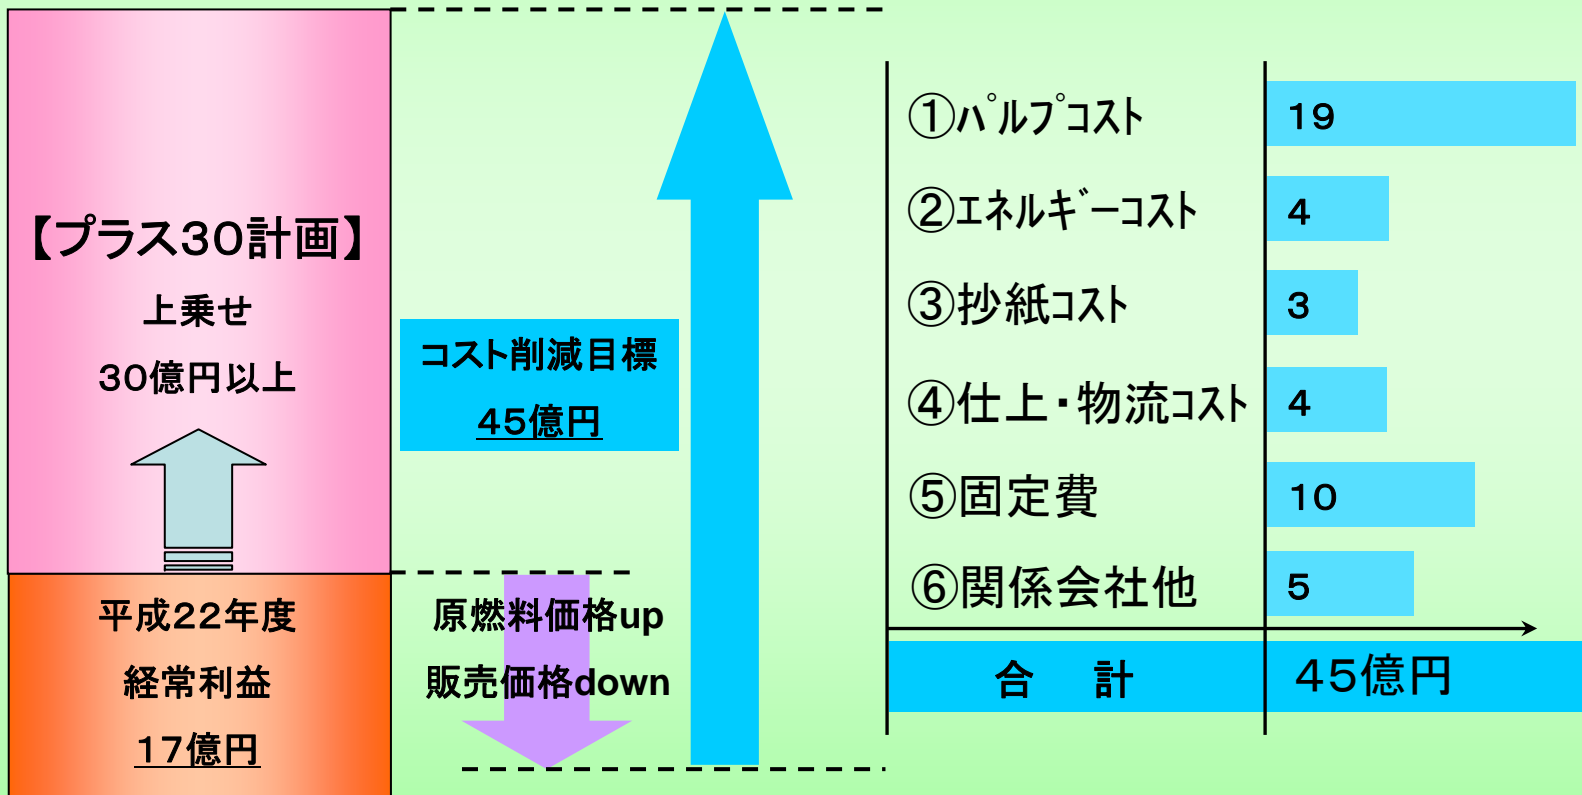 【プラス30計画】
上乗せ
30億円以上
平成22年度
経常利益
17億円
コスト削減目標
45億円
原燃料価格up
販売価格down
①ﾊﾟﾙﾌﾟｺｽﾄ 19
②ｴﾈﾙｷﾞｰｺｽﾄ 4
③抄紙ｺｽﾄ 3
④仕上・物流ｺｽﾄ 4
⑤固定費 10
⑥関係会社他 5
合 計 45億円